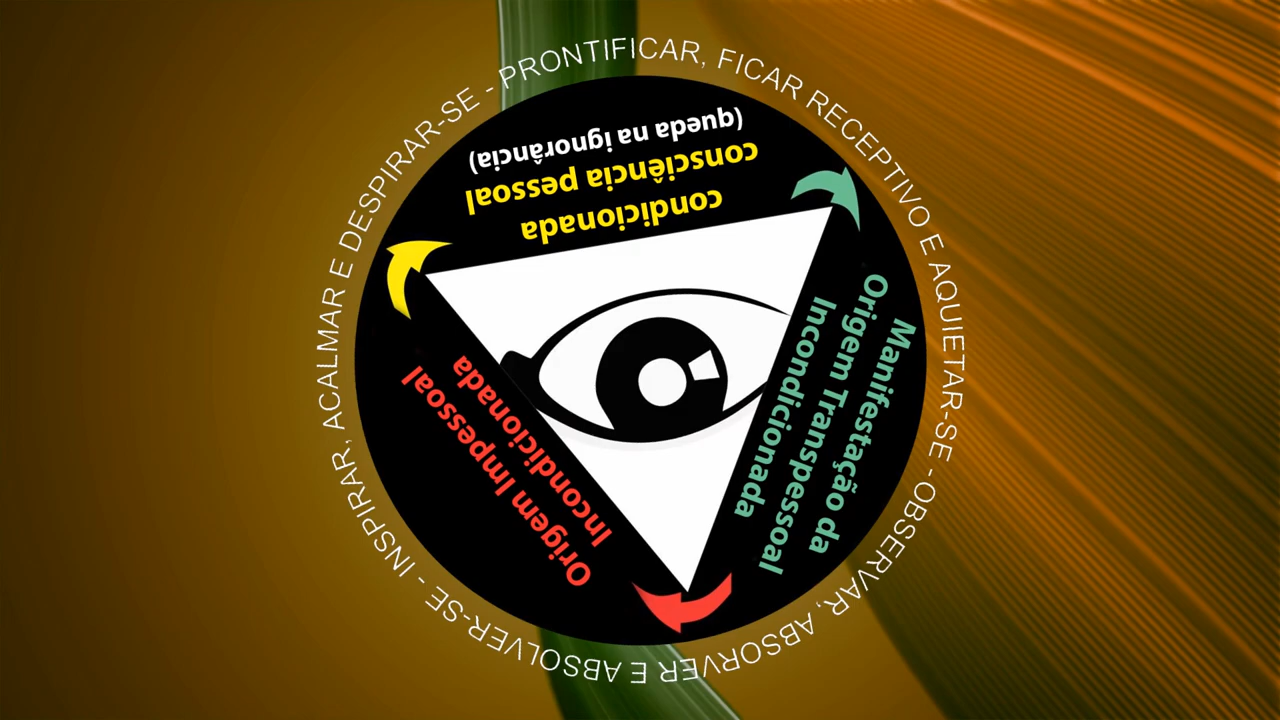 PRONTIFICAR, FICAR RECEPTIVO E AQUIETAR-SE - OBSERVAR, ABSORVER E ABSOLVER-SE - INSPIRAR, ACALMAR E DESPIRAR-SE -
condicionada
consciência pessoal
(queda na ignorância)
Manifestação da
Origem Transpessoal
Incondicionada
Origem Impessoal
Incondicionada